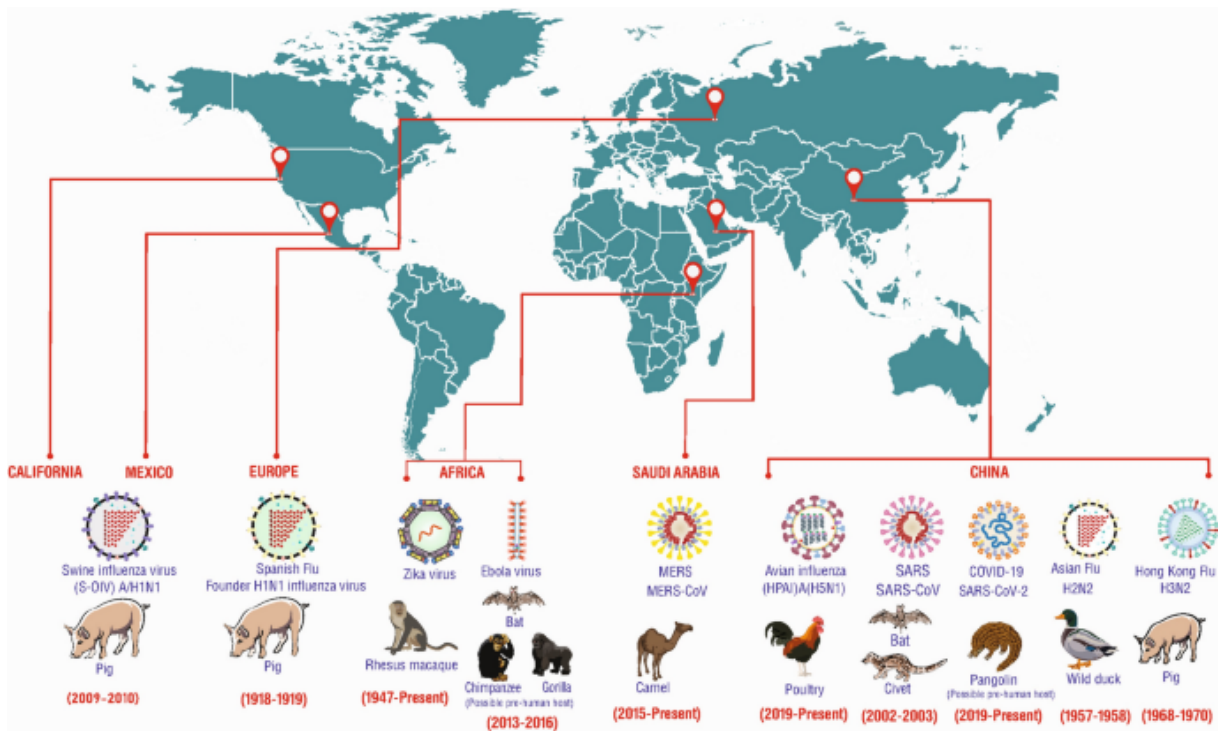 CALIFORNIA
MEXICO
EUROPE
AFRICA
SAUDI ARABIA
CHINA
Swine influenza virus
(S-OIV) A/H1N1
Pig
(2009-2010)
Spanish Flu
Founder H1N1 influenza virus
Pig
(1918-1919)
Zika virus
Rhesus macaque
(1947-Present)
Ebola virus
Bat
Chimpanzee
Gorilla
(Possible pre-human host)
(2013-2016)
MERS
MERS-CoV
Camel
(2015-Present)
Avian influenza
(HPAI)A(H5N1)
Poultry
(2019-Present)
SARS
SARS-CoV
Bat
Civet
(2002-2003)
COVID-19
SARS-CoV-2
Pangolin
(Possible pre-human host)
(2019-Present)
Asian Flu
H2N2
Wild duck
(1957-1958)
Hong Kong Flu
H3N2
Pig
(1968-1970)